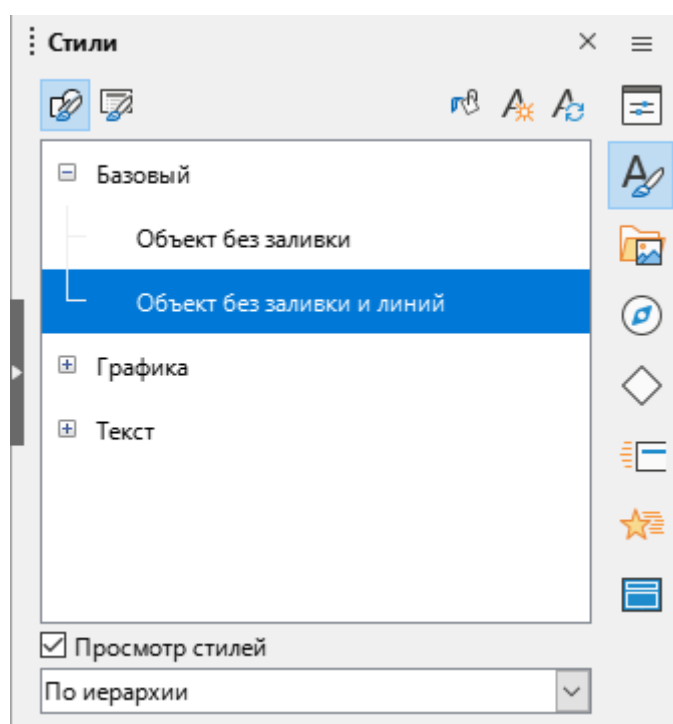 Стили
Базовый
Объект без заливки
Объект без заливки и линий
Графика
Текст
Просмотр стилей
По иерархии